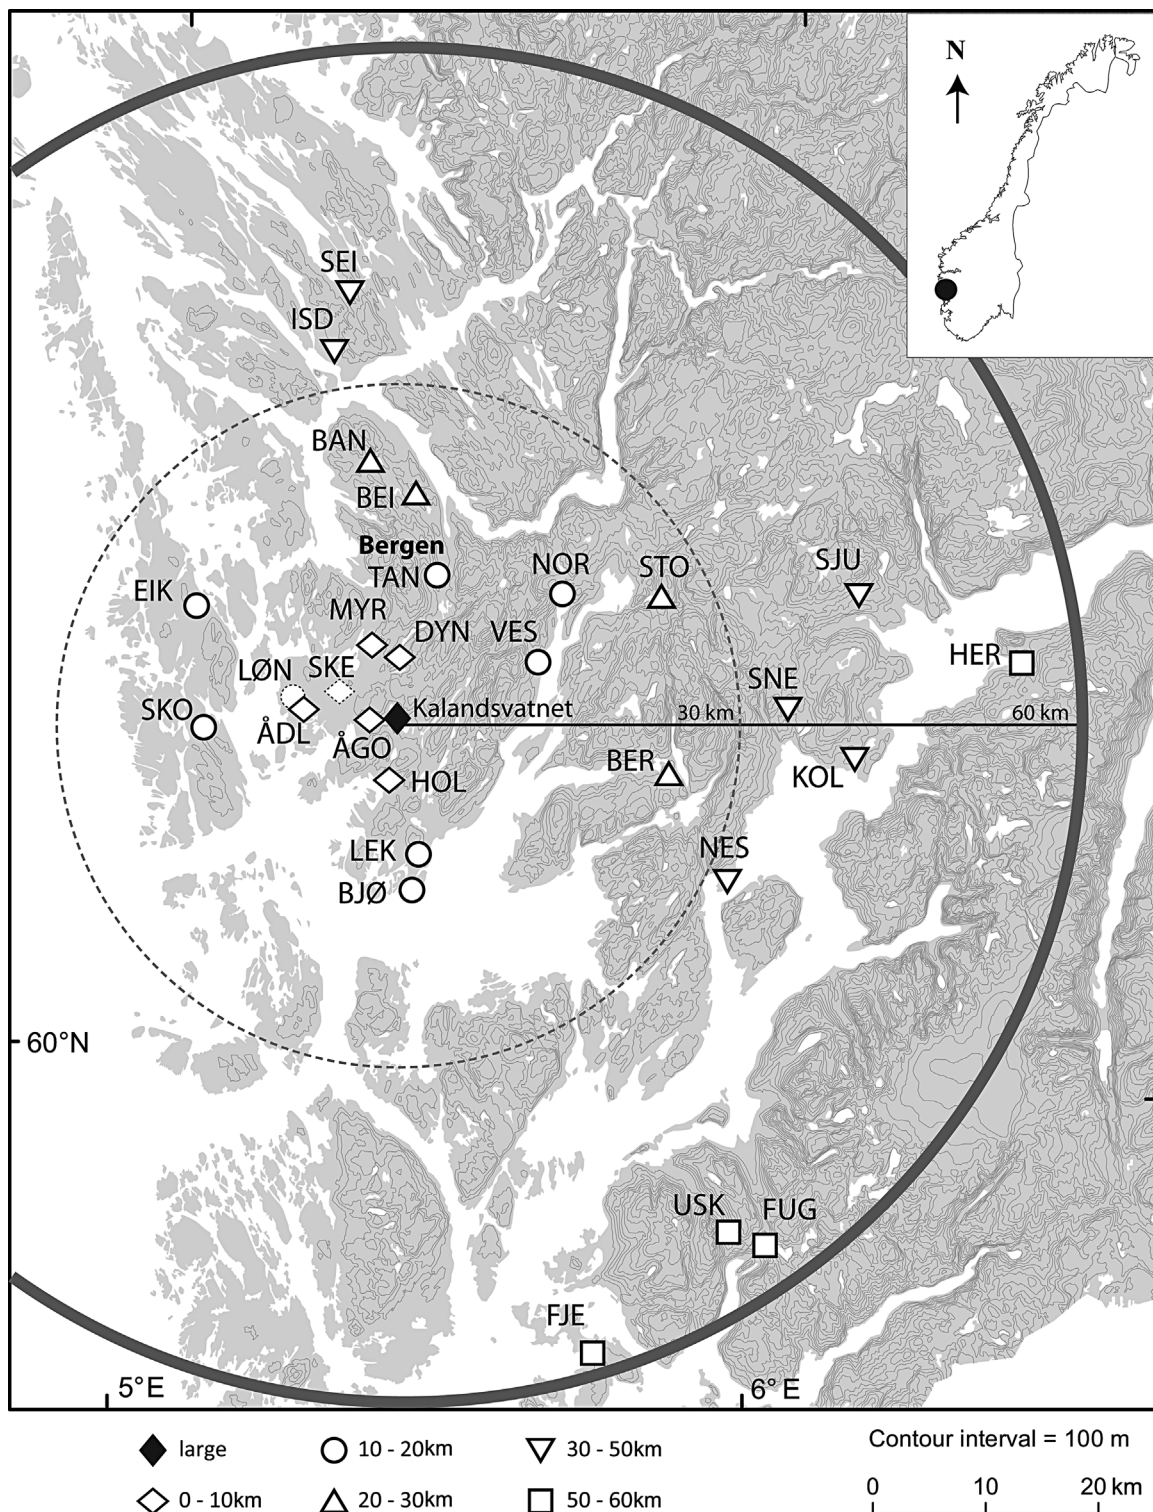 N
SEI
ISD
BAN
BEI
Bergen
TAN
NOR
STO
SJU
EIK
MYR
DYN
VES
HER
LØN
SKE
SNE
SKO
Kalandsvatnet
30 km
60 km
ÅDL
ÅGO
BER
KOL
HOL
LEK
NES
BJØ
60°N
USK
FUG
FJE
5°E
6° E
large
10 - 20km
30 - 50km
Contour interval = 100 m
0 - 10km
20 - 30km
50 - 60km
0 10 20 km